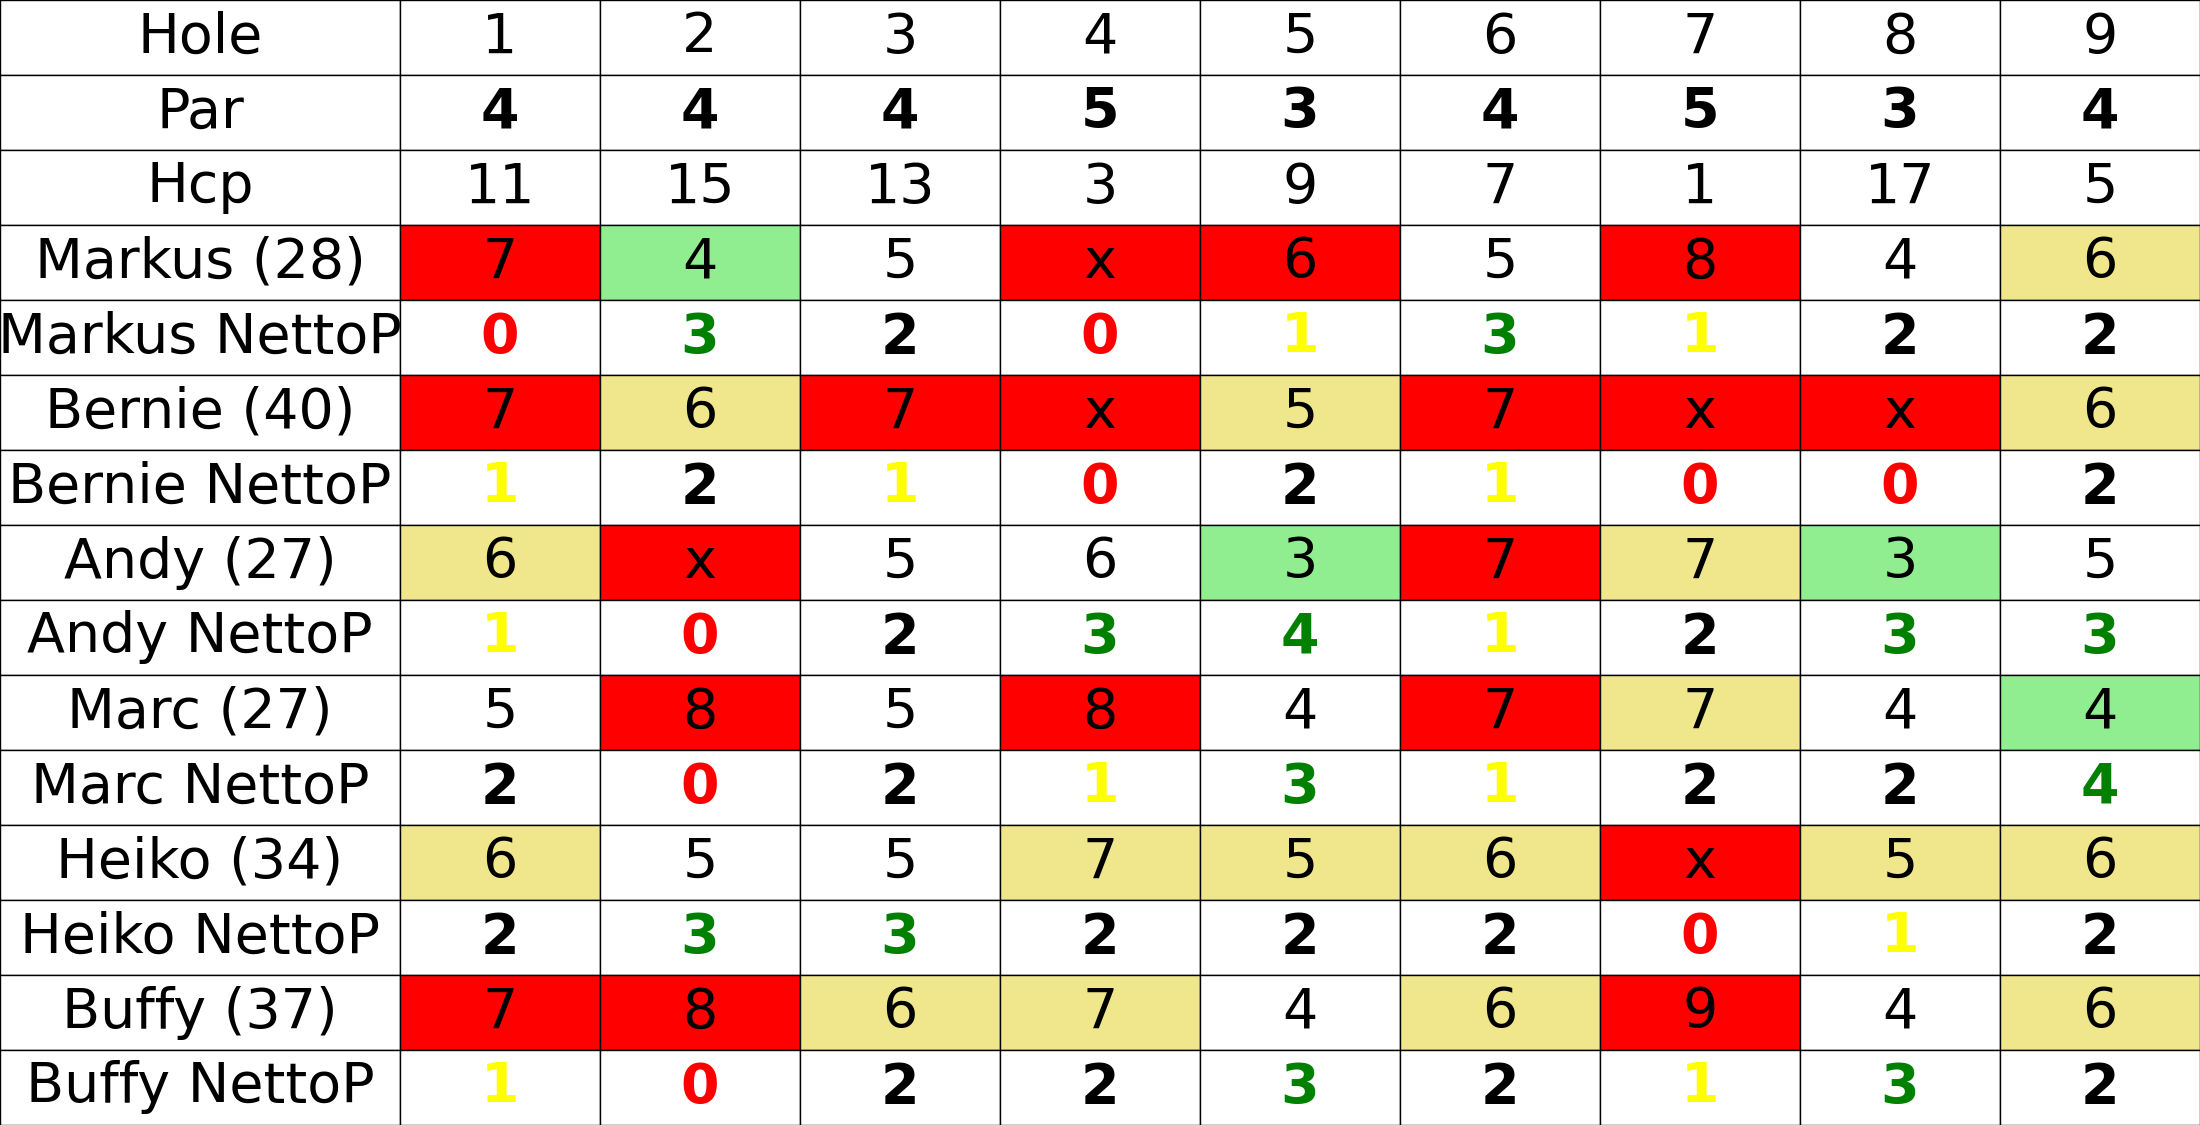 Hole 1 2 3 4 5 6 7 8 9
Par 4 4 4 5 3 4 5 3 4
Hcp 11 15 13 3 9 7 1 17 5
Markus (28) 7 4 5 x 6 5 8 4 6
Markus NettoP 0 3 2 0 1 3 1 2 2
Bernie (40) 7 6 7 x 5 7 x x 6
Bernie NettoP 1 2 1 0 2 1 0 0 2
Andy (27) 6 x 5 6 3 7 7 3 5
Andy NettoP 1 0 2 3 4 1 2 3 3
Marc (27) 5 8 5 8 4 7 7 4 4
Marc NettoP 2 0 2 1 3 1 2 2 4
Heiko (34) 6 5 5 7 5 6 x 5 6
Heiko NettoP 2 3 3 2 2 2 0 1 2
Buffy (37) 7 8 6 7 4 6 9 4 6
Buffy NettoP 1 0 2 2 3 2 1 3 2